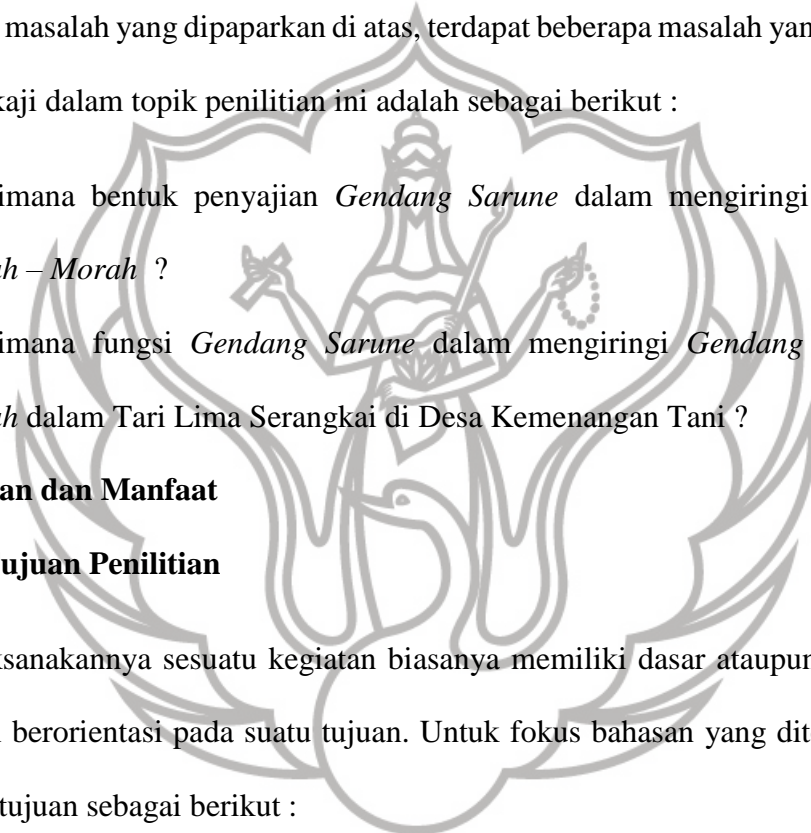 masalah yang dipaparkan di atas, terdapat beberapa masalah yan
kaji dalam topik penilitian ini adalah sebagai berikut :
imana bentuk penyajian Gendang Sarune dalam mengiringi
ah – Morah ?
imana fungsi Gendang Sarune dalam mengiringi Gendang
ah dalam Tari Lima Serangkai di Desa Kemenangan Tani ?
an dan Manfaat
ujuan Penilitian
ksanakannya sesuatu kegiatan biasanya memiliki dasar ataupun
berorientasi pada suatu tujuan. Untuk fokus bahasan yang dit
tujuan sebagai berikut :